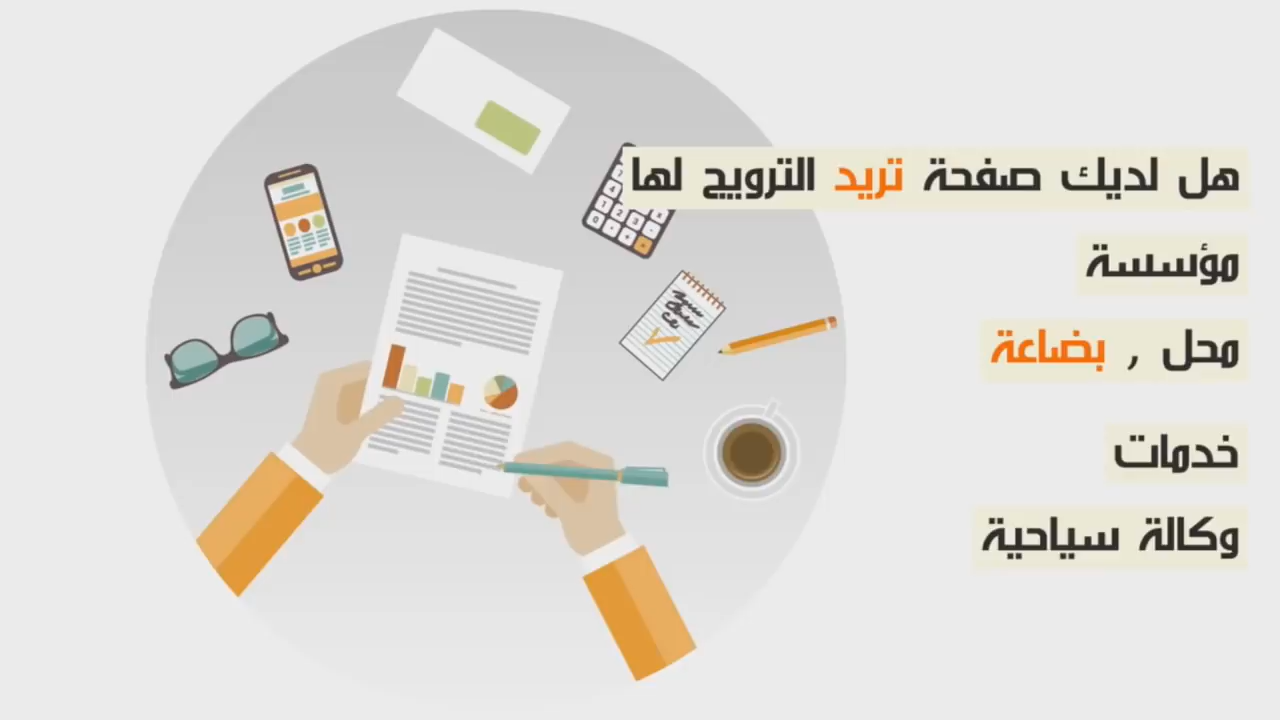 هل لديك صفحة تريد الترويج لها
مؤسسة
محل , بضاعة
خدمات
وكالة سياحية